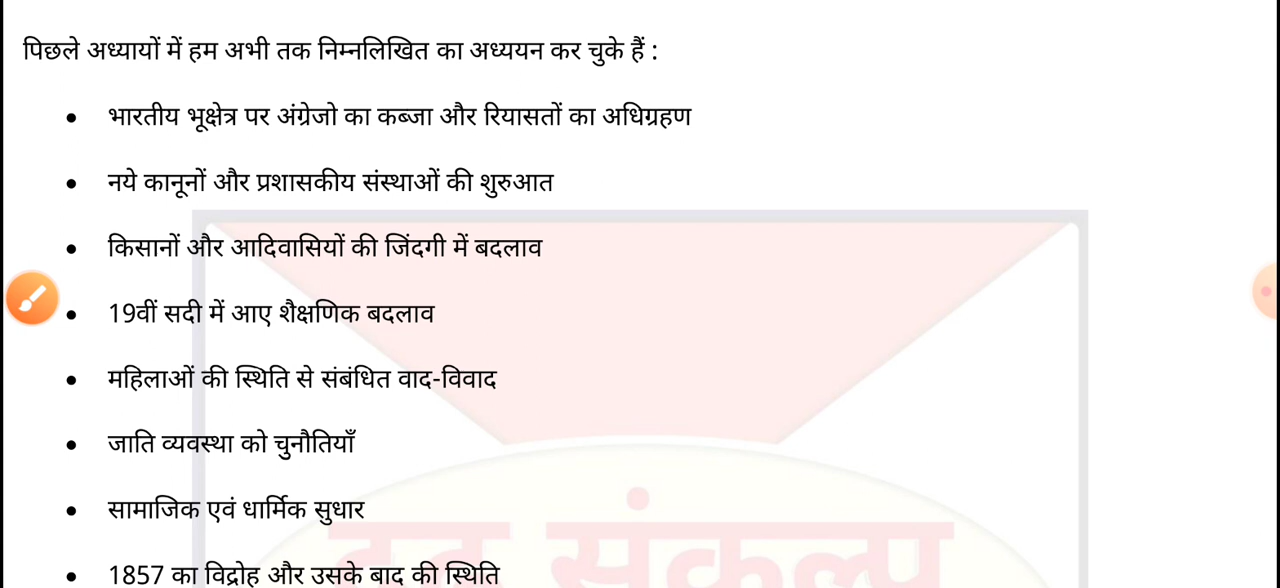 पिछले अध्यायों में हम अभी तक निम्नलिखित का अध्ययन कर चुके हैं :
• भारतीय भूक्षेत्र पर अंग्रेजो का कब्जा और रियासतों का अधिग्रहण
• नये कानूनों और प्रशासकीय संस्थाओं की शुरुआत
• किसानों और आदिवासियों की जिंदगी में बदलाव
• 19वीं सदी में आए शैक्षणिक बदलाव
• महिलाओं की स्थिति से संबंधित वाद-विवाद
• जाति व्यवस्था को चुनौतियाँ
• सामाजिक एवं धार्मिक सुधार
• 1857 का विद्रोह और उसके बाद की स्थिति
संकल्प